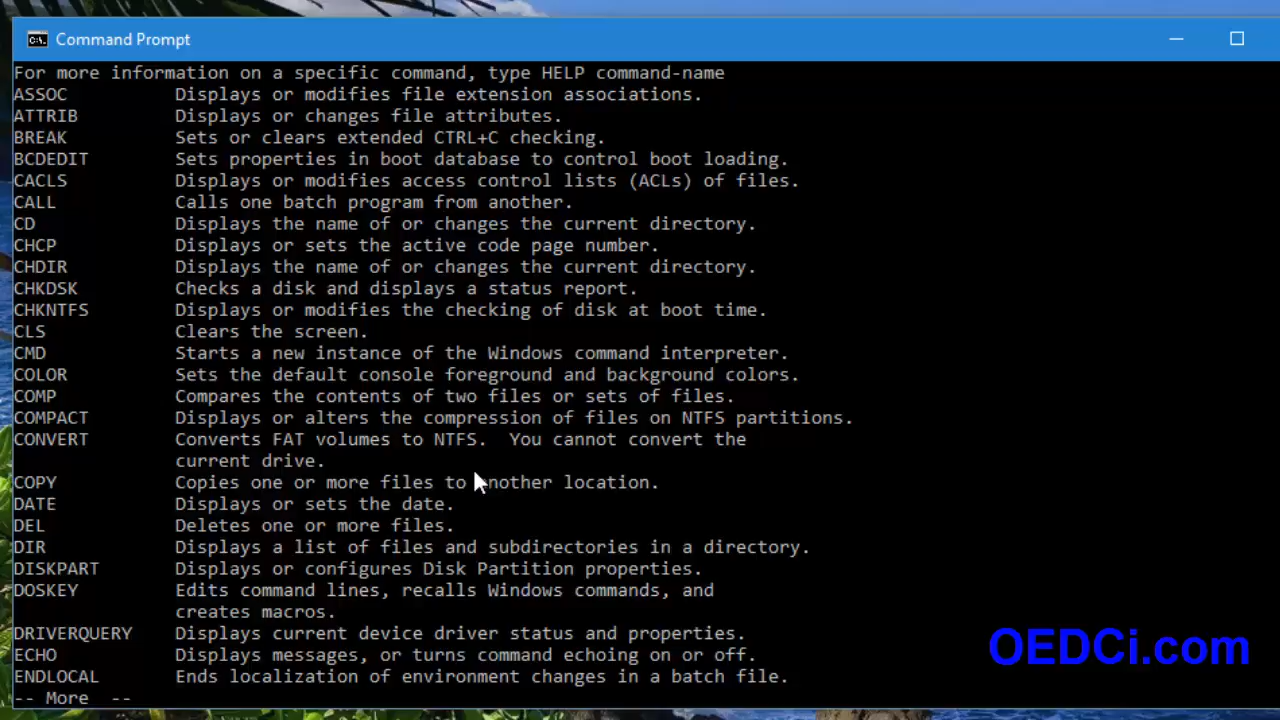 Command Prompt
For more information on a specific command, type HELP command-name
ASSOC          Displays or modifies file extension associations.
ATTRIB         Displays or changes file attributes.
BREAK          Sets or clears extended CTRL+C checking.
BCDEDIT        Sets properties in boot database to control boot loading.
CACLS          Displays or modifies access control lists (ACLs) of files.
CALL           Calls one batch program from another.
CD             Displays the name of or changes the current directory.
CHCP           Displays or sets the active code page number.
CHDIR          Displays the name of or changes the current directory.
CHKDSK         Checks a disk and displays a status report.
CHKNTFS        Displays or modifies the checking of disk at boot time.
CLS            Clears the screen.
CMD            Starts a new instance of the Windows command interpreter.
COLOR          Sets the default console foreground and background colors.
COMP           Compares the contents of two files or sets of files.
COMPACT        Displays or alters the compression of files on NTFS partitions.
CONVERT        Converts FAT volumes to NTFS.  You cannot convert the
               current drive.
COPY           Copies one or more files to another location.
DATE           Displays or sets the date.
DEL            Deletes one or more files.
DIR            Displays a list of files and subdirectories in a directory.
DISKPART       Displays or configures Disk Partition properties.
DOSKEY         Edits command lines, recalls Windows commands, and
               creates macros.
DRIVERQUERY    Displays current device driver status and properties.
ECHO           Displays messages, or turns command echoing on or off.
ENDLOCAL       Ends localization of environment changes in a batch file.
-- More  --
OEDCi.com